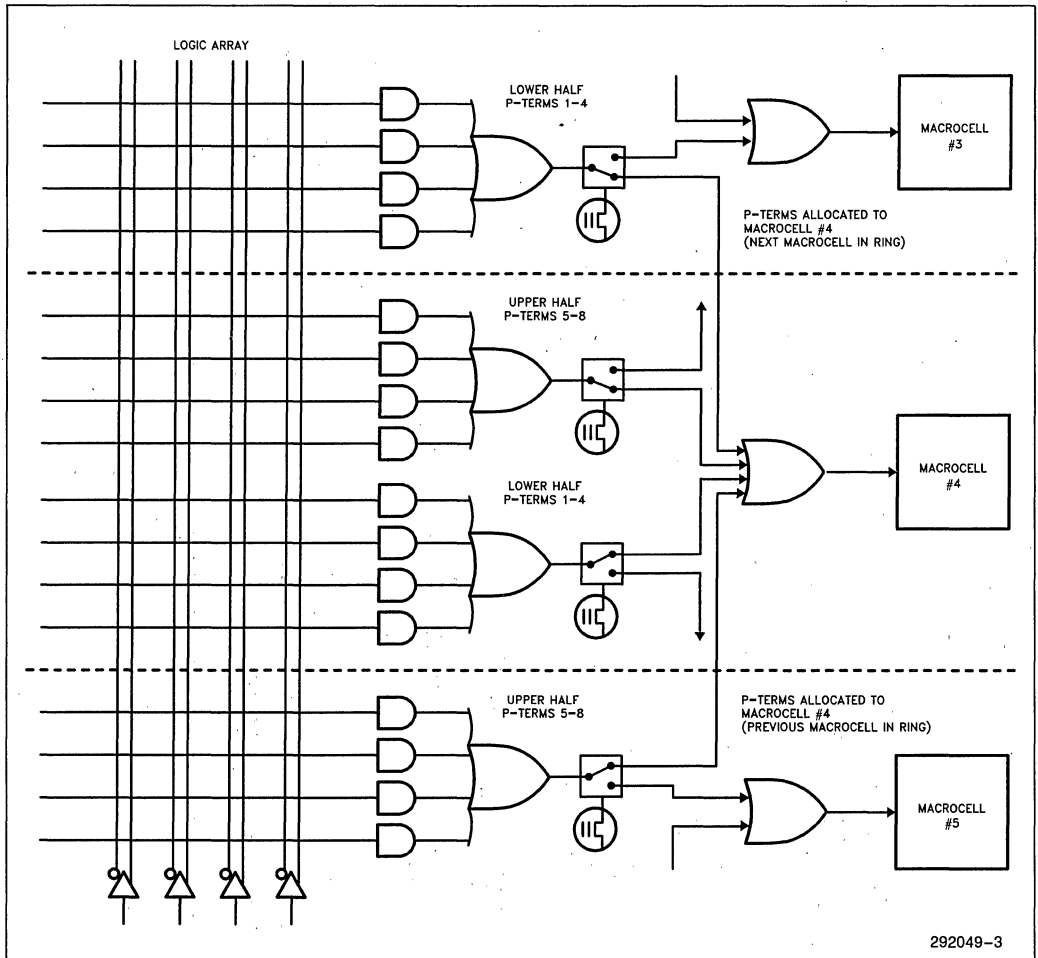 LOGIC ARRAY
LOWER HALF
P-TERMS 1-4
MACROCELL
#3
P-TERMS ALLOCATED TO
MACROCELL #4
(NEXT MACROCELL IN RING)
UPPER HALF
P-TERMS 5-8
MACROCELL
#4
LOWER HALF
P-TERMS 1-4
UPPER HALF
P-TERMS 5-8
P-TERMS ALLOCATED TO
MACROCELL #4
(PREVIOUS MACROCELL IN RING)
MACROCELL
#5
292049-3